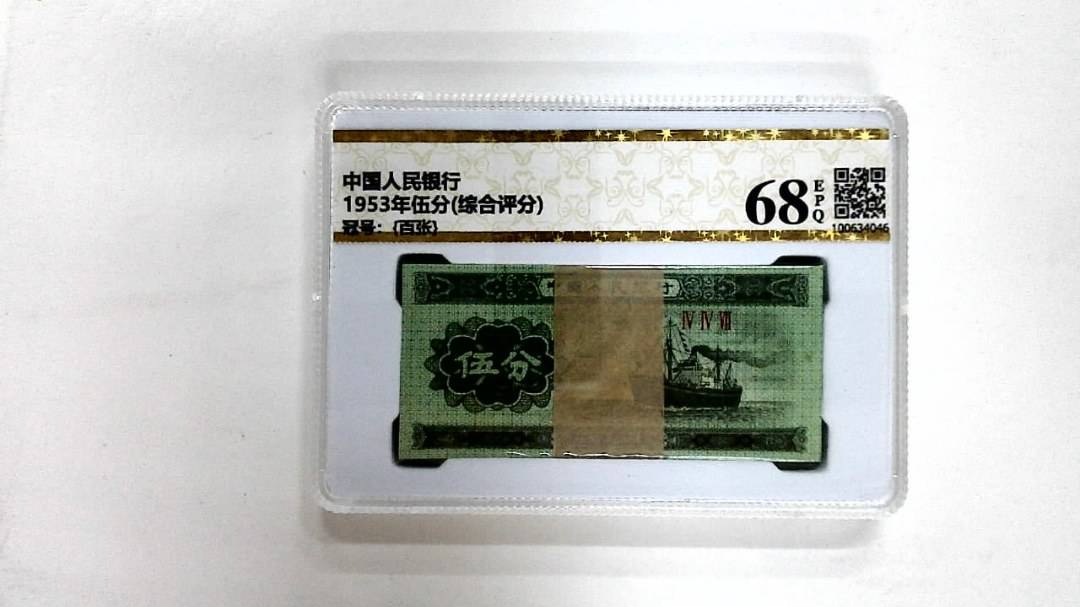 中国人民银行
1953年伍分(综合评分)
冠号：{百张}
68
EPQ
100634046
伍分
Ⅳ Ⅳ Ⅶ